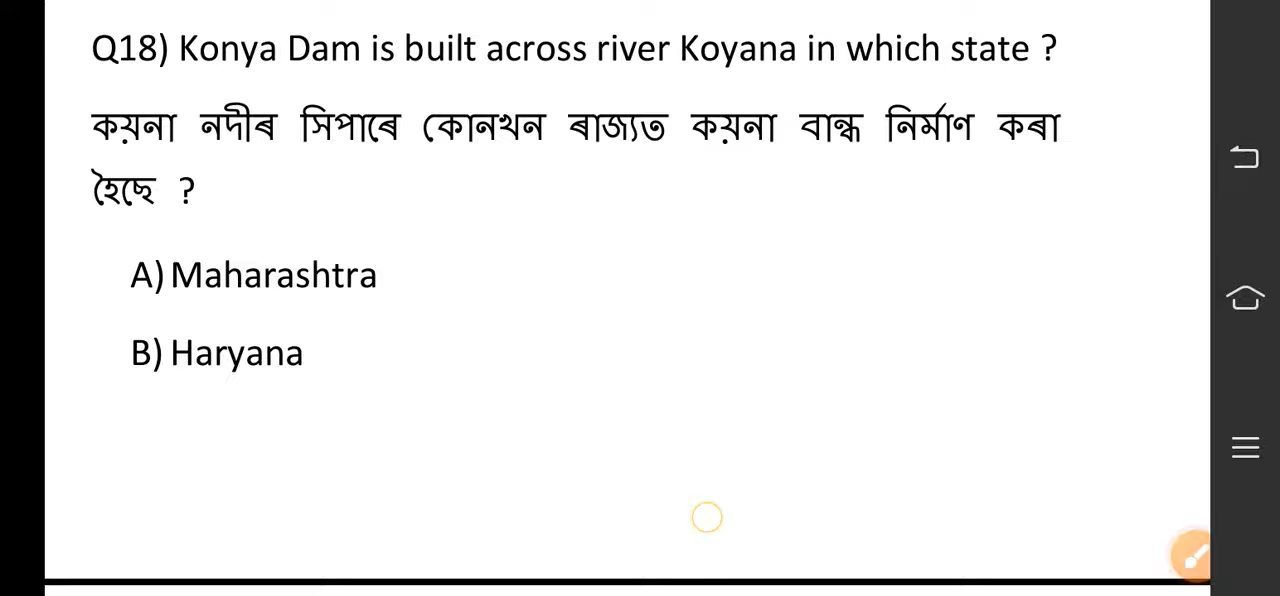 Q18) Konya Dam is built across river Koyana in which state ?
কয়না নদীৰ সিপাৰে কোনখন ৰাজ্যত কয়না বান্ধ নিৰ্মাণ কৰা
হৈছে ?
A) Maharashtra
B) Haryana